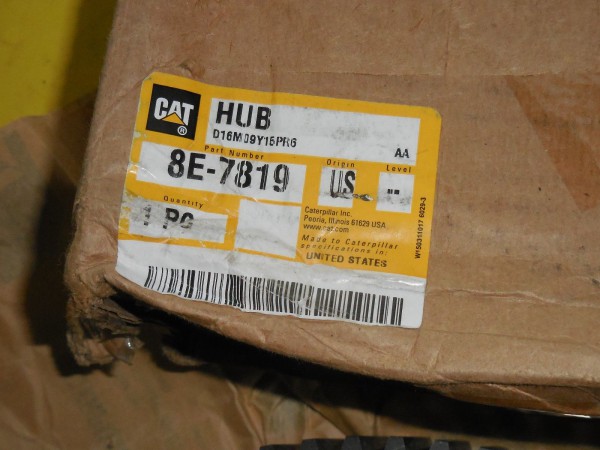 CAT
®
HUB
D16M09Y15PR6
AA
Part Number
8E-7819
Origin
US
Level
--
Quantity
1 PC
Caterpillar Inc.
Peoria, Illinois 61629 USA
www.cat.com
Made to Caterpillar
specifications in:
UNITED STATES